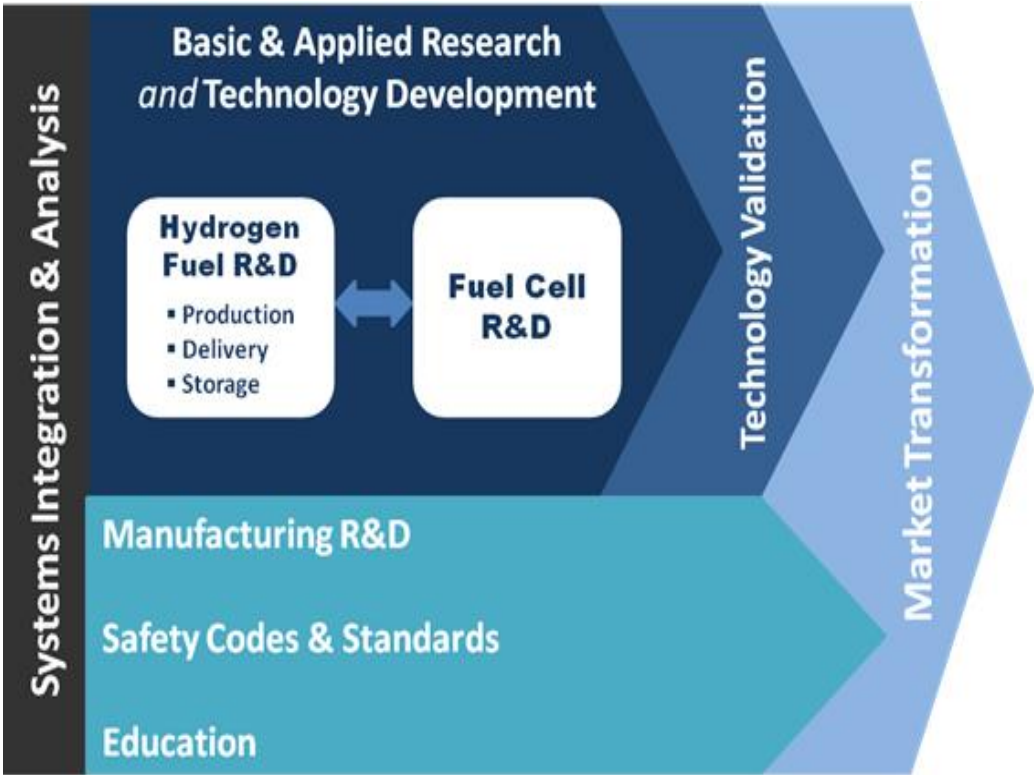 Systems Integration & Analysis
Basic & Applied Research
and Technology Development
Hydrogen
Fuel R&D
▪ Production
▪ Delivery
▪ Storage
Fuel Cell
R&D
Technology Validation
Market Transformation
Manufacturing R&D
Safety Codes & Standards
Education